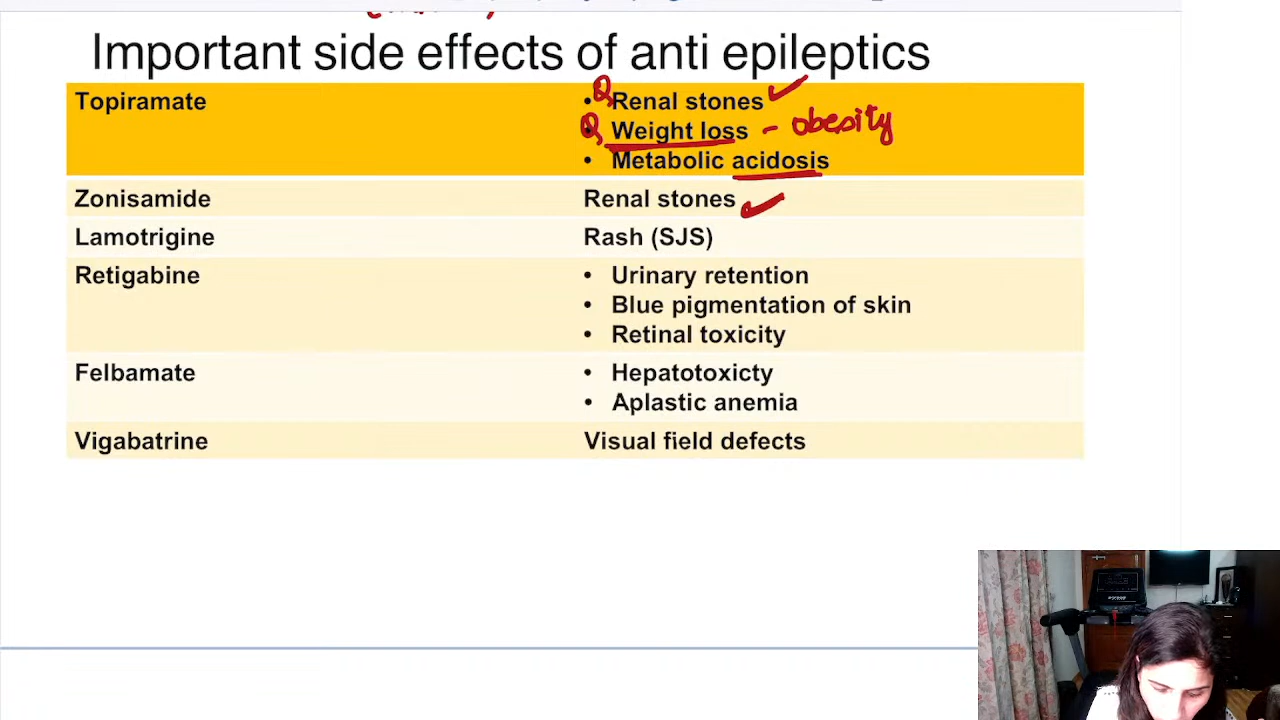 Important side effects of anti epileptics
Topiramate
• Renal stones
• Weight loss - obesity
• Metabolic acidosis
Zonisamide Renal stones
Lamotrigine Rash (SJS)
Retigabine
• Urinary retention
• Blue pigmentation of skin
• Retinal toxicity
Felbamate
• Hepatotoxicty
• Aplastic anemia
Vigabatrine Visual field defects